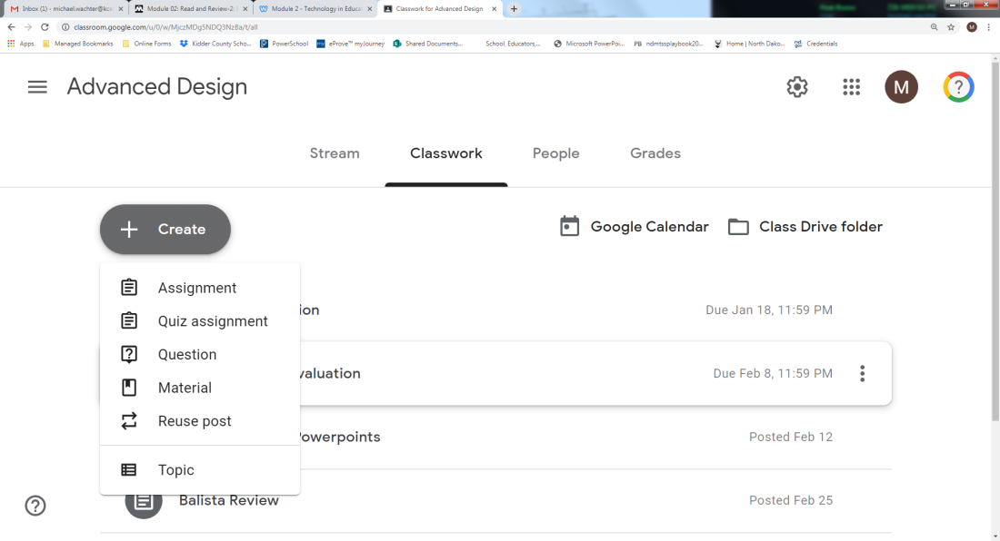 Inbox (1) - michael.wachter@kc
Module 02: Read and Review-2:
Module 2 - Technology in Educa
Classwork for Advanced Design
classroom.google.com/u/0/w/MjczMDg5NDQ3NzBa/t/all
Apps
Managed Bookmarks
Online Forms
Kidder County Scho...
PowerSchool
eProve™ myJourney
Shared Documents...
School, Educators,...
Microsoft PowerPoi...
ndmtssplaybook20...
Home | North Dako...
Credentials
Advanced Design
M
Stream
Classwork
People
Grades
Create
Google Calendar
Class Drive folder
Assignment
Quiz assignment
Question
Material
Reuse post
Topic
ion
Due Jan 18, 11:59 PM
valuation
Due Feb 8, 11:59 PM
Powerpoints
Posted Feb 12
Balista Review
Posted Feb 25